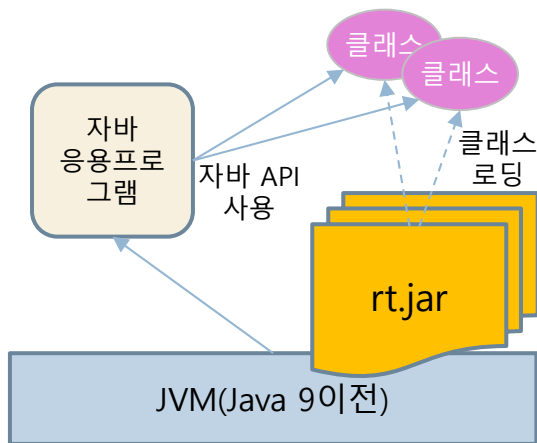 클래스
클래스
자바
응용프로
그램
클래스
로딩
자바 API
사용
rt.jar
JVM(Java 9이전)